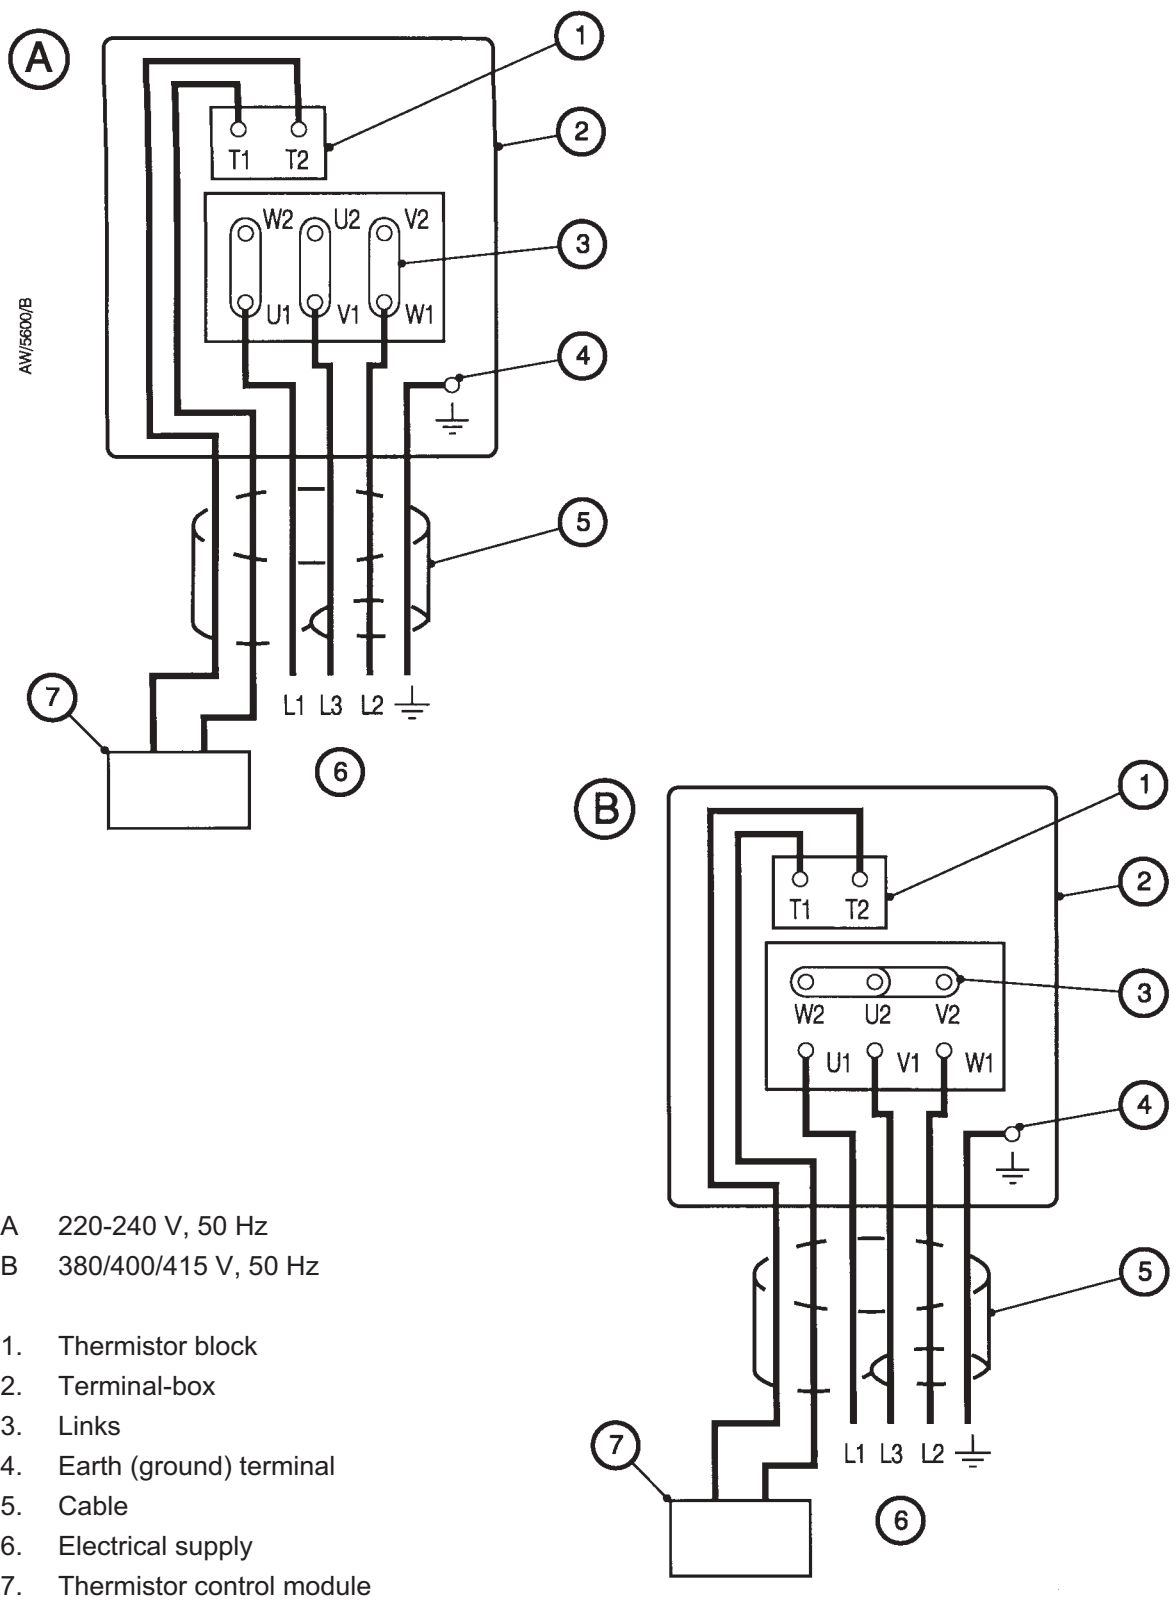 A
1
2
T1 T2
W2 U2 V2
3
U1 V1 W1
AW/5600/B
4
5
7
L1 L3 L2
6
B
1
2
T1 T2
3
W2 U2 V2
U1 V1 W1
4
5
7
L1 L3 L2
6
A 220-240 V, 50 Hz
B 380/400/415 V, 50 Hz
1. Thermistor block
2. Terminal-box
3. Links
4. Earth (ground) terminal
5. Cable
6. Electrical supply
7. Thermistor control module